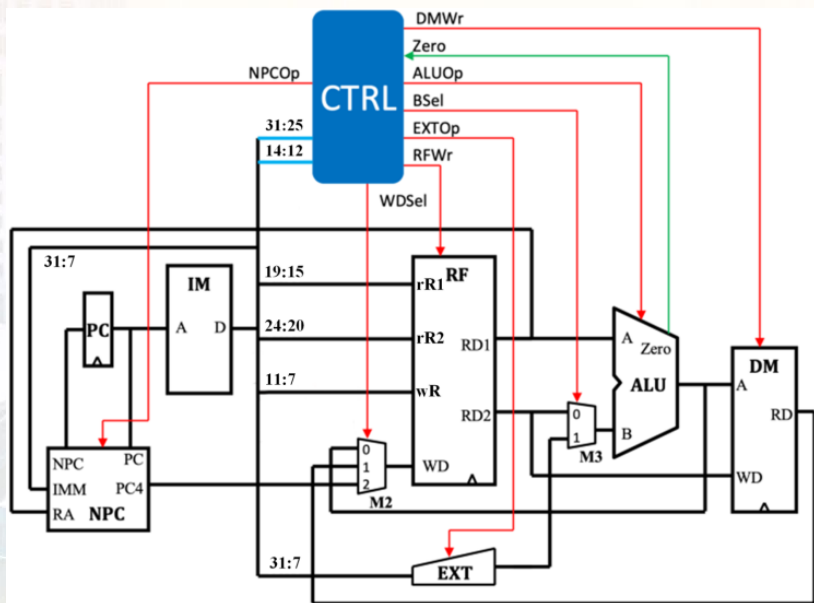 DMWr
Zero
NPCOp
ALUOp
CTRL
BSel
31:25
EXTOp
14:12
RFWr
WDSel
31:7
IM
19:15
rR1
RF
PC
A
D
24:20
rR2
RD1
A
Zero
ALU
DM
A
11:7
wR
RD2
0
1
B
M3
RD
NPC
PC
IMM
PC4
RA
NPC
0
1
2
M2
WD
WD
31:7
EXT